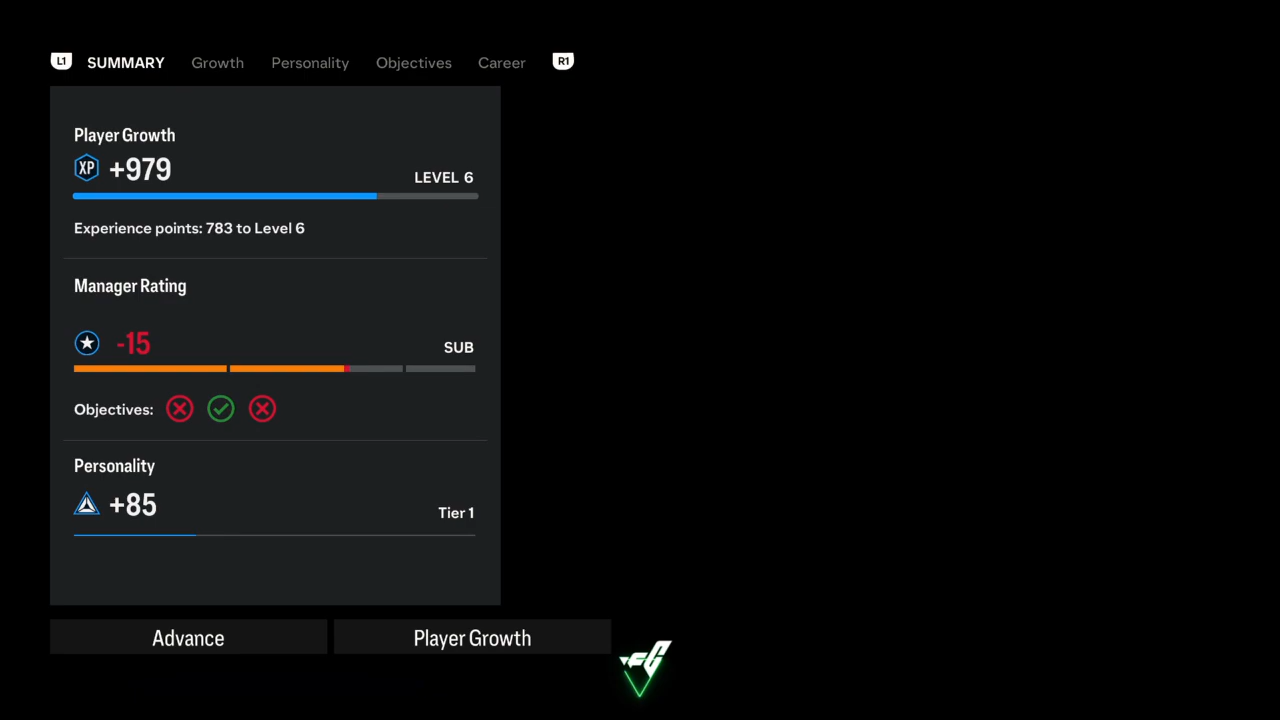 L1 SUMMARY Growth Personality Objectives Career R1
Player Growth
XP +979
LEVEL 6
Experience points: 783 to Level 6
Manager Rating
-15
SUB
Objectives:
Personality
+85
Tier 1
Advance Player Growth
FC